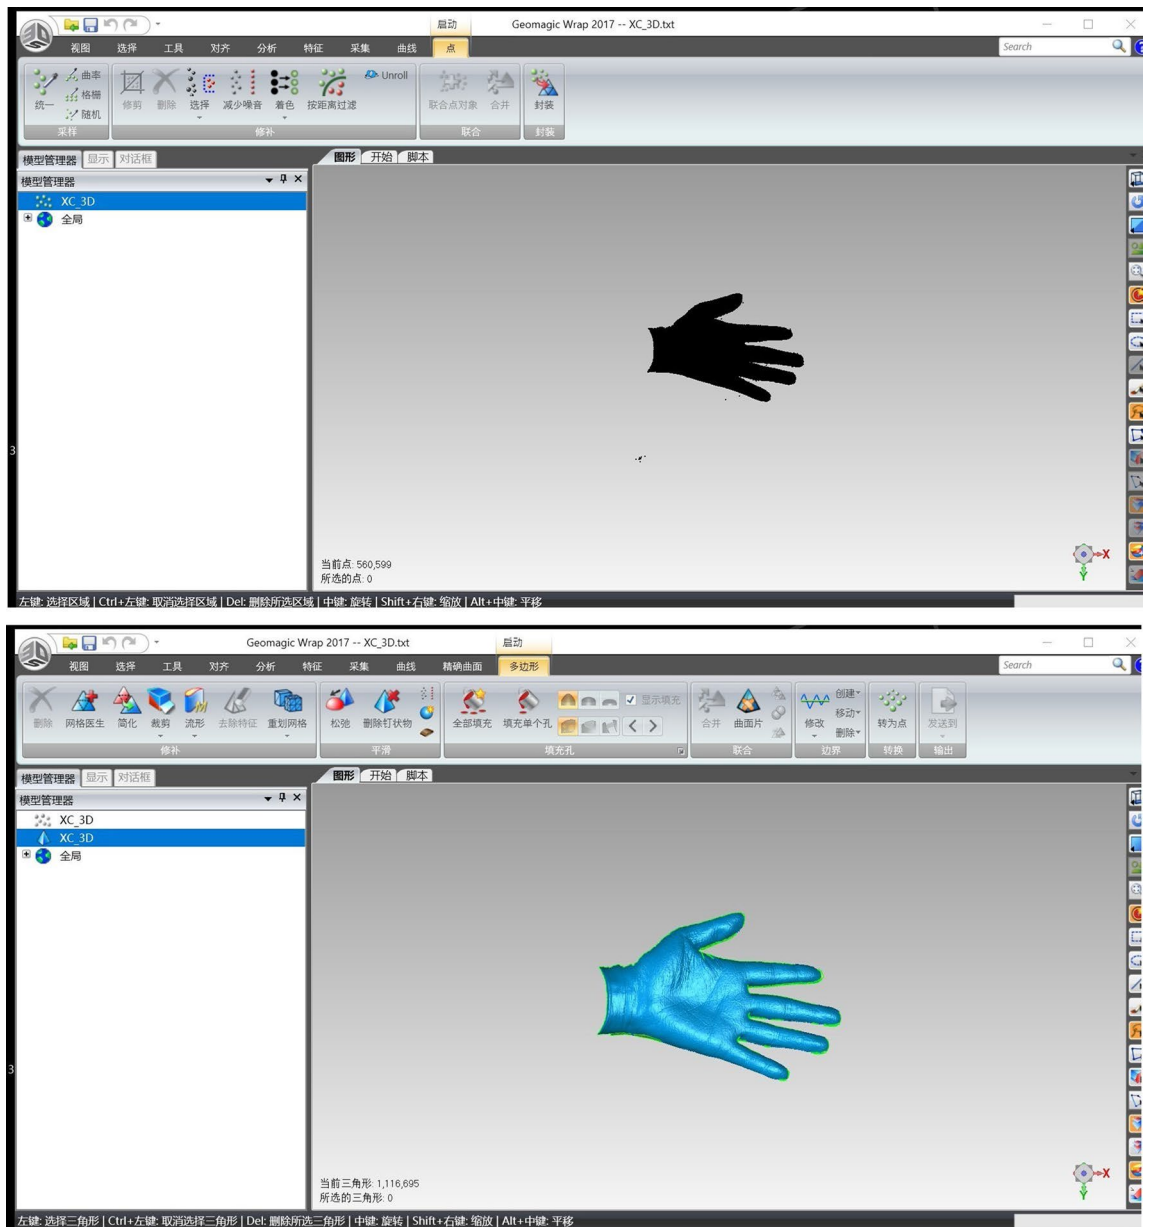 启动
Geomagic Wrap 2017 -- XC_3D.txt
视图 选择 工具 对齐 分析 特征 采集 曲线 点
Search
统一 曲率 格栅 随机
修剪 删除 选择 减少噪音 着色 按距离过滤 Unroll
联合点对象 合并 封装
采样 修补 联合 封装
模型管理器 显示 对话框
图形 开始 脚本
模型管理器
XC_3D
全局
3
当前点: 560,599
所选的点: 0
X
Y
左键: 选择区域 | Ctrl+左键: 取消选择区域 | Del: 删除所选区域 | 中键: 旋转 | Shift+右键: 缩放 | Alt+中键: 平移
Geomagic Wrap 2017 -- XC_3D.txt
启动
视图 选择 工具 对齐 分析 特征 采集 曲线 精确曲面 多边形
Search
删除 网格医生 简化 裁剪 流形 去除特征 重划网格
松弛 删除钉状物
全部填充 填充单个孔 显示填充
合并 曲面片
修改 创建 移动 删除
转为点 发送到
修补 平滑 填充孔 联合 边界 转换 输出
模型管理器 显示 对话框
图形 开始 脚本
模型管理器
XC_3D
XC_3D
全局
3
当前三角形: 1,116,695
所选的三角形: 0
X
Y
左键: 选择三角形 | Ctrl+左键: 取消选择三角形 | Del: 删除所选三角形 | 中键: 旋转 | Shift+右键: 缩放 | Alt+中键: 平移